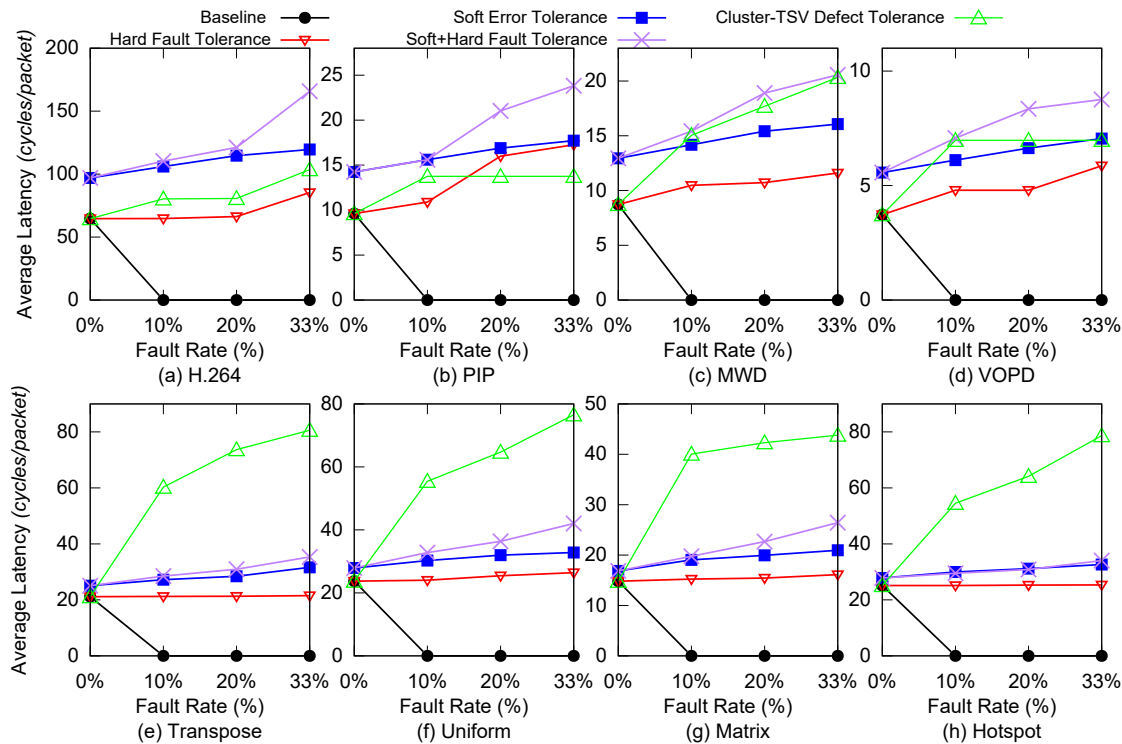 Baseline
Hard Fault Tolerance
Soft Error Tolerance
Soft+Hard Fault Tolerance
Cluster-TSV Defect Tolerance
Average Latency (cycles/packet)
200
150
100
50
0
0% 10% 20% 33%
Fault Rate (%)
(a) H.264
25
20
15
10
5
0
0% 10% 20% 33%
Fault Rate (%)
(b) PIP
20
15
10
5
0
0% 10% 20% 33%
Fault Rate (%)
(c) MWD
10
5
0
0% 10% 20% 33%
Fault Rate (%)
(d) VOPD
Average Latency (cycles/packet)
80
60
40
20
0
0% 10% 20% 33%
Fault Rate (%)
(e) Transpose
80
60
40
20
0
0% 10% 20% 33%
Fault Rate (%)
(f) Uniform
50
40
30
20
10
0
0% 10% 20% 33%
Fault Rate (%)
(g) Matrix
80
60
40
20
0
0% 10% 20% 33%
Fault Rate (%)
(h) Hotspot